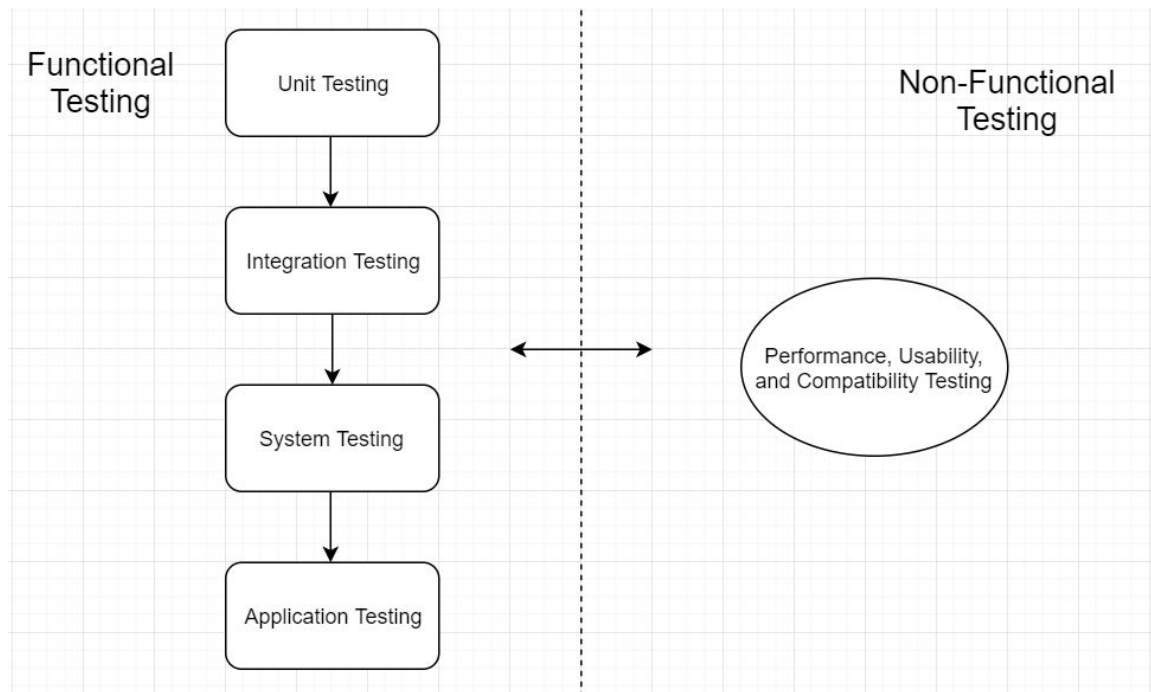 Functional
Testing
Unit Testing
Non-Functional
Testing
Integration Testing
Performance, Usability,
and Compatibility Testing
System Testing
Application Testing